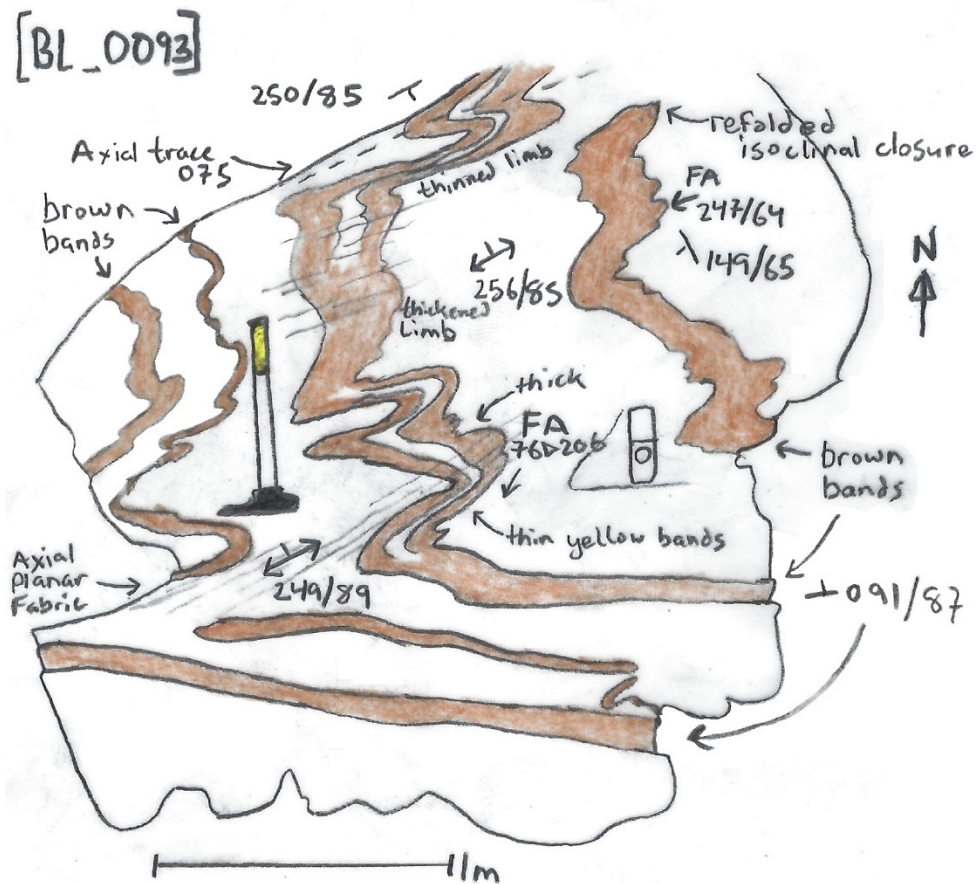 [BL_0093]
250/85
Axial trace
075
brown
bands
thinned limb
refolded
isoclinal closure
FA
247/64
149/65
N
256/85
thickened
Limb
thick
FA
76▷206
brown
bands
thin yellow bands
Axial
Planar
Fabric
249/89
091/87
1m